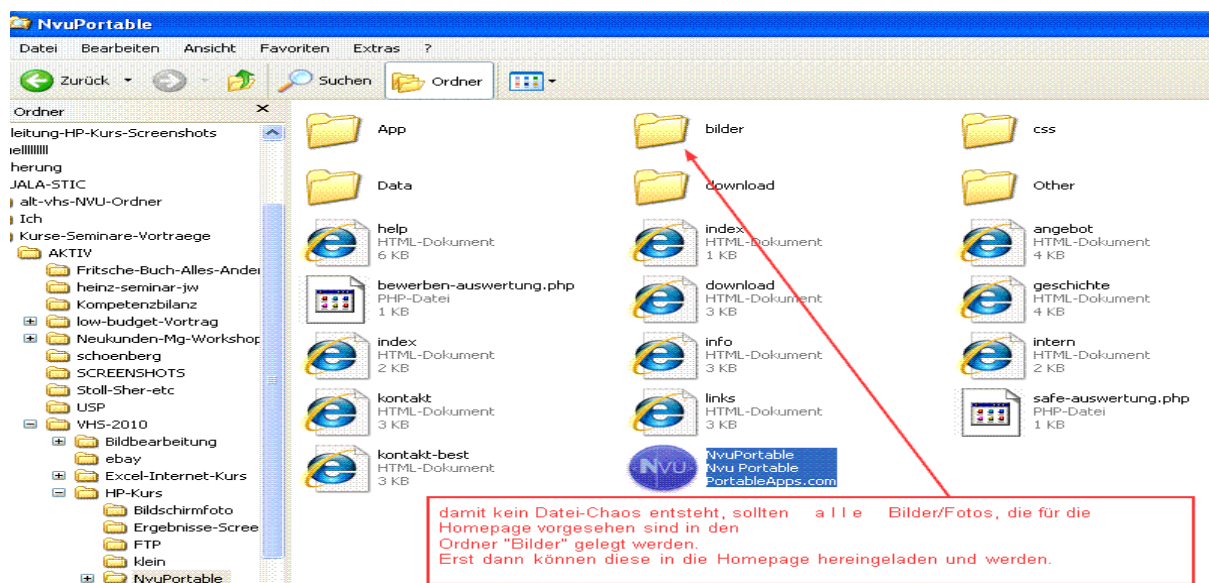 NvuPortable
Datei Bearbeiten Ansicht Favoriten Extras ?
Zurück Suchen Ordner
Ordner
leitung-HP-Kurs-Screenshots
herung
JALA-STIC
alt-vhs-NVU-Ordner
Ich
Kurse-Seminare-Vortraege
AKTIV
Fritsche-Buch-Alles-Ander
heinz-seminar-jw
Kompetenzbilanz
low-budget-Vortrag
Neukunden-Mg-Workshop
schoenberg
SCREENSHOTS
Stoll-Sher-etc
USP
VHS-2010
Bildbearbeitung
ebay
Excel-Internet-Kurs
HP-Kurs
Bildschirmfoto
Ergebnisse-Scree
FTP
klein
NvuPortable
App
bilder
css
Data
download
Other
help
HTML-Dokument
6 KB
index
HTML-Dokument
1 KB
angebot
HTML-Dokument
4 KB
bewerben-auswertung.php
PHP-Datei
1 KB
download
HTML-Dokument
3 KB
geschichte
HTML-Dokument
4 KB
index
HTML-Dokument
2 KB
info
HTML-Dokument
3 KB
intern
HTML-Dokument
2 KB
kontakt
HTML-Dokument
3 KB
links
HTML-Dokument
3 KB
safe-auswertung.php
PHP-Datei
1 KB
kontakt-best
HTML-Dokument
3 KB
NVU
NvuPortable
Nvu Portable
PortableApps.com
damit kein Datei-Chaos entsteht, sollten a l l e Bilder/Fotos, die für die
Homepage vorgesehen sind in den
Ordner "Bilder" gelegt werden.
Erst dann können diese in die Homepage hereingeladen und werden.